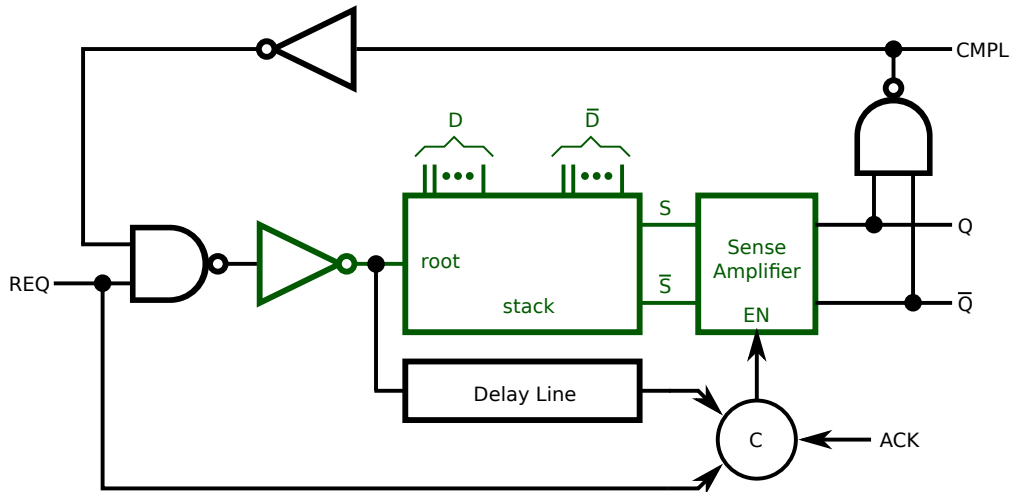 CMPL
D
D̅
S
Q
Sense
Amplifier
root
REQ
S̅
Q̅
stack
EN
Delay Line
C
ACK